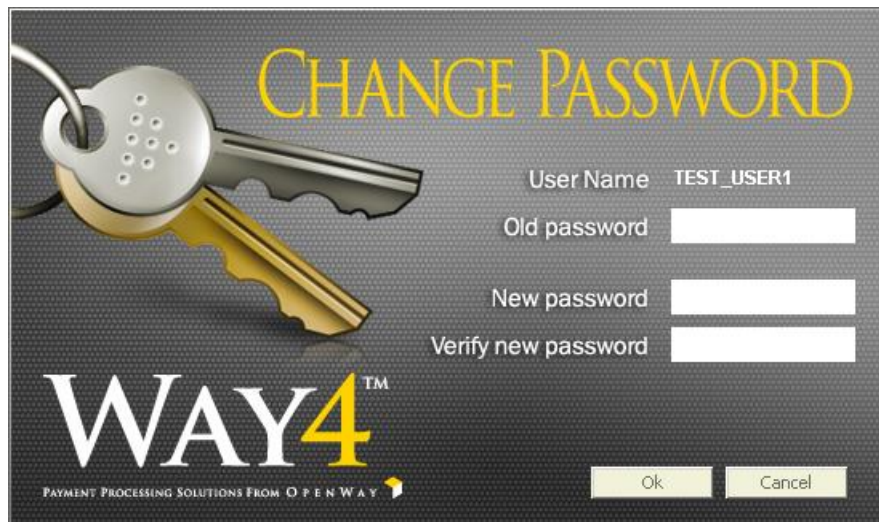 CHANGE PASSWORD
User Name TEST_USER1
Old password
New password
Verify new password
WAY4™
PAYMENT PROCESSING SOLUTIONS FROM OPENWAY
Ok Cancel